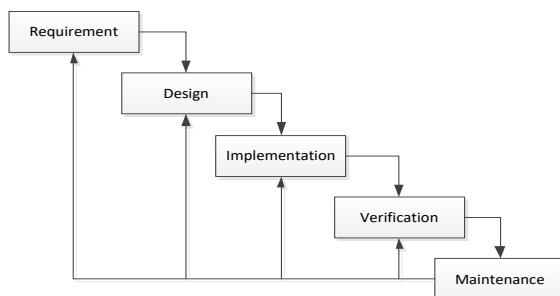 Requirement
Design
Implementation
Verification
Maintenance